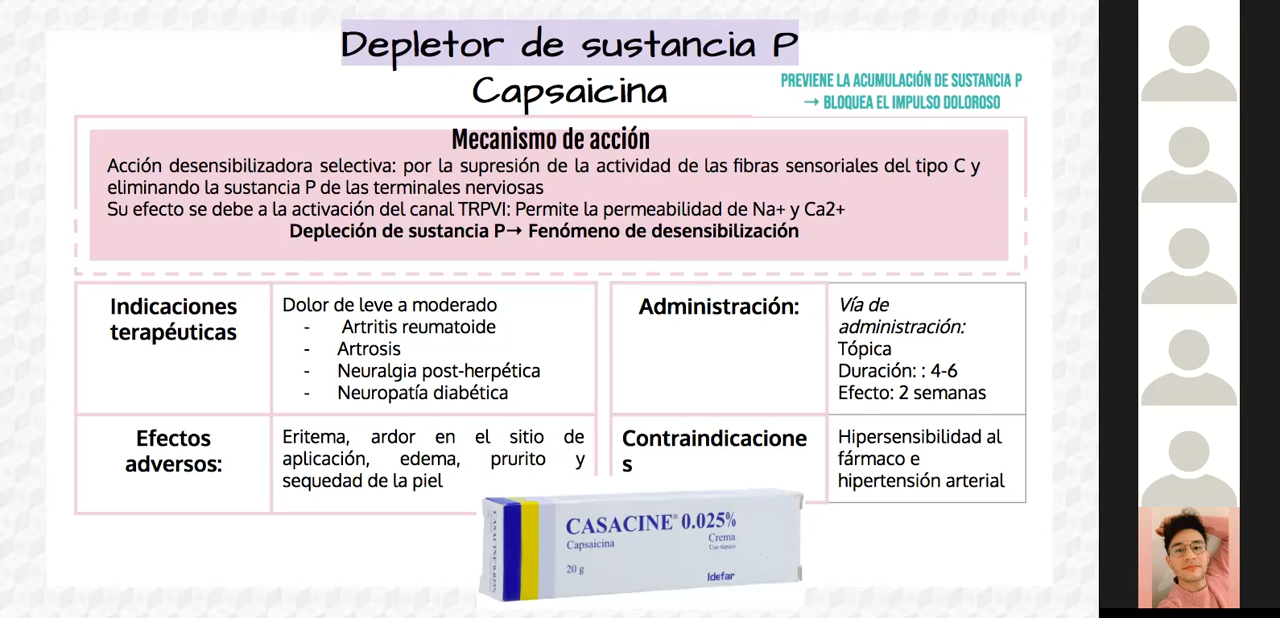 Depletor de sustancia P
Capsaicina
PREVIENE LA ACUMULACIÓN DE SUSTANCIA P
→ BLOQUEA EL IMPULSO DOLOROSO
Mecanismo de acción
Acción desensibilizadora selectiva: por la supresión de la actividad de las fibras sensoriales del tipo C y
eliminando la sustancia P de las terminales nerviosas
Su efecto se debe a la activación del canal TRPVI: Permite la permeabilidad de Na+ y Ca2+
Depleción de sustancia P→ Fenómeno de desensibilización
Indicaciones
terapéuticas
Dolor de leve a moderado
- Artritis reumatoide
- Artrosis
- Neuralgia post-herpética
- Neuropatía diabética
Administración:
Vía de
administración:
Tópica
Duración: : 4-6
Efecto: 2 semanas
Efectos
adversos:
Eritema, ardor en el sitio de
aplicación, edema, prurito y
sequedad de la piel
Contraindicacione
s
Hipersensibilidad al
fármaco e
hipertensión arterial
CASACINE® 0.025%
Capsaicina
Crema
Uso tópico
20 g
Idefar
CASACINE 0.025%